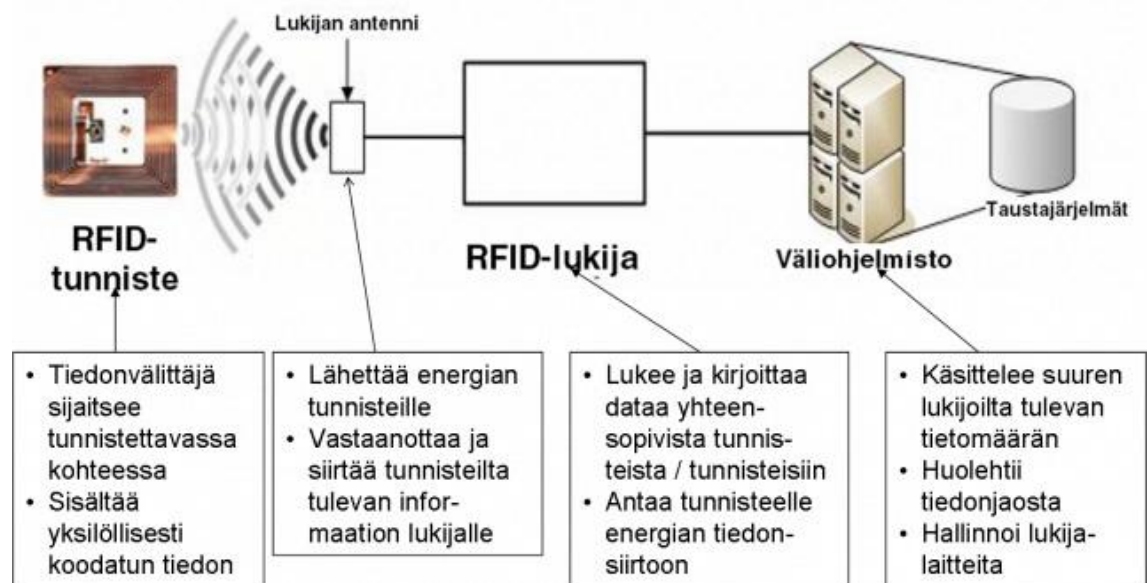 Lukijan antenni
RFID-
tunniste
RFID-lukija
Väliohjelmisto
Taustajärjelmät
• Tiedonvälittäjä
sijaitsee
tunnistettavassa
kohteessa
• Sisältää
yksilöllisesti
koodatun tiedon
• Lähettää energian
tunnisteille
• Vastaanottaa ja
siirtää tunnisteilta
tulevan infor-
maation lukijalle
• Lukee ja kirjoittaa
dataa yhteen-
sopivista tunnis-
teista / tunnisteisiin
• Antaa tunnisteelle
energian tiedon-
siirtoon
• Käsittelee suuren
lukijoilta tulevan
tietomäärän
• Huolehtii
tiedonjaosta
• Hallinnoi lukija-
laitteita